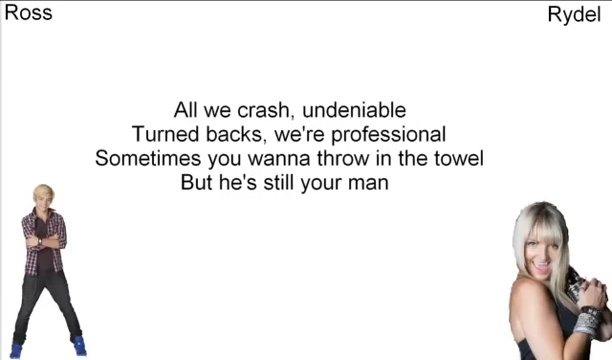 Ross
Rydel
All we crash, undeniable
Turned backs, we're professional
Sometimes you wanna throw in the towel
But he's still your man